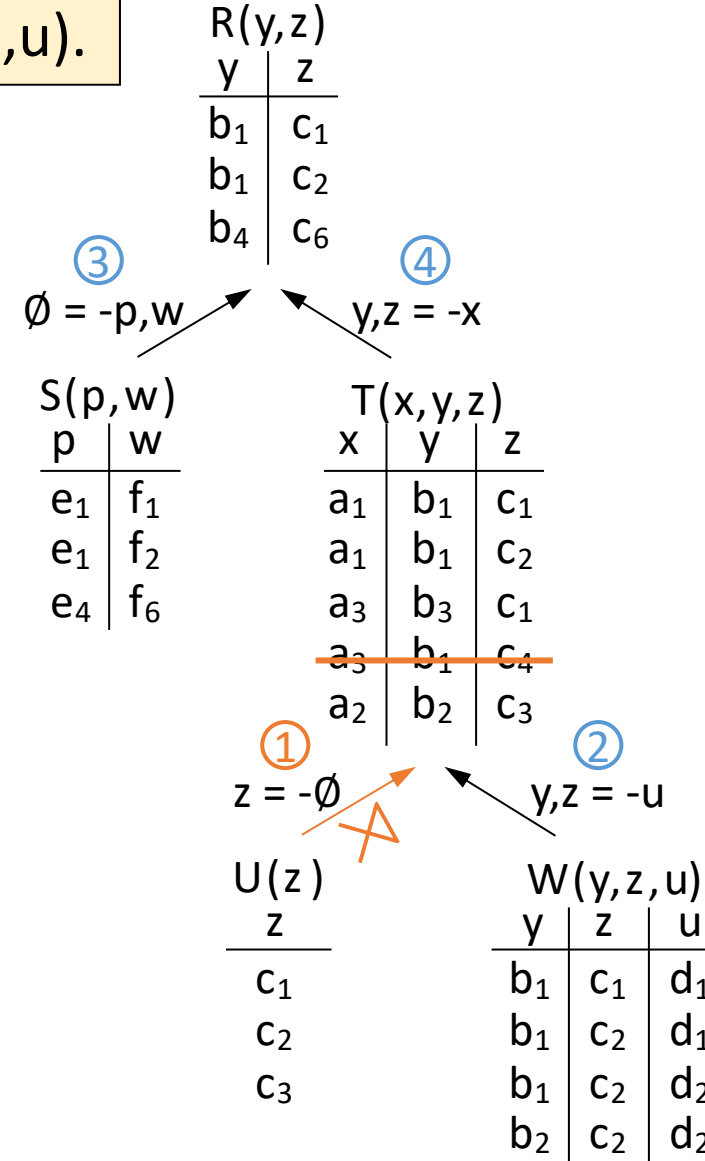 ,u).
R(y,z)
y z
b₁ c₁
b₁ c₂
b₄ c₆
③ ④
Ø = -p,w y,z = -x
S(p,w) T(x,y,z)
p w x y z
e₁ f₁ a₁ b₁ c₁
e₁ f₂ a₁ b₁ c₂
e₄ f₆ a₃ b₃ c₁
a₃ b₁ c₄
a₂ b₂ c₃
① ②
z = -Ø y,z = -u
U(z) W(y,z,u)
z y z u
c₁ b₁ c₁ d₁
c₂ b₁ c₂ d₁
c₃ b₁ c₂ d₂
b₂ c₂ d₂